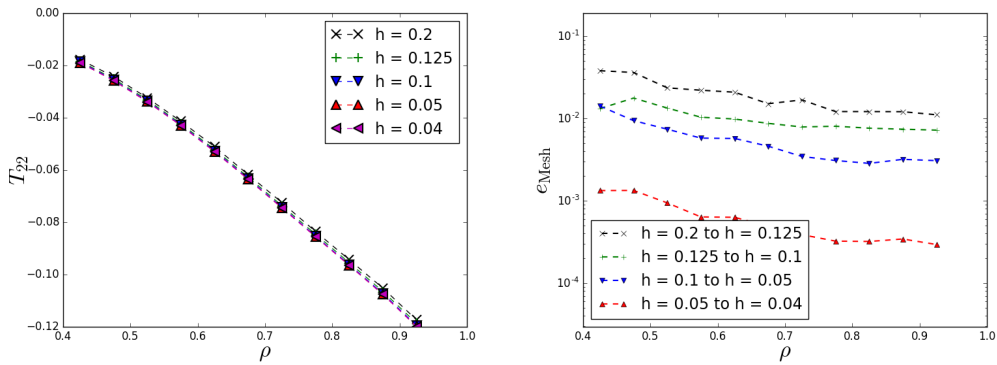 0.00
−0.02
−0.04
−0.06
−0.08
−0.10
−0.12
0.4 0.5 0.6 0.7 0.8 0.9 1.0
T22
ρ
h = 0.2
h = 0.125
h = 0.1
h = 0.05
h = 0.04
10⁻¹
10⁻²
10⁻³
10⁻⁴
0.4 0.5 0.6 0.7 0.8 0.9 1.0
eMesh
ρ
h = 0.2 to h = 0.125
h = 0.125 to h = 0.1
h = 0.1 to h = 0.05
h = 0.05 to h = 0.04